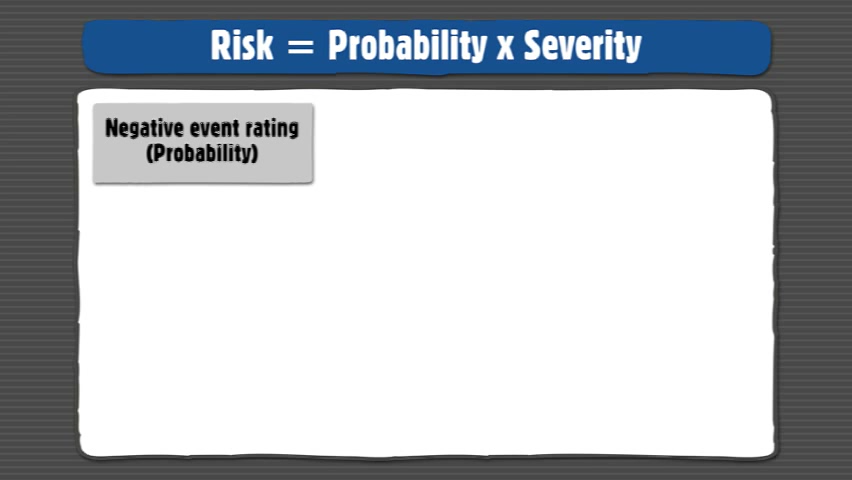 Risk = Probability x Severity
Negative event rating
(Probability)